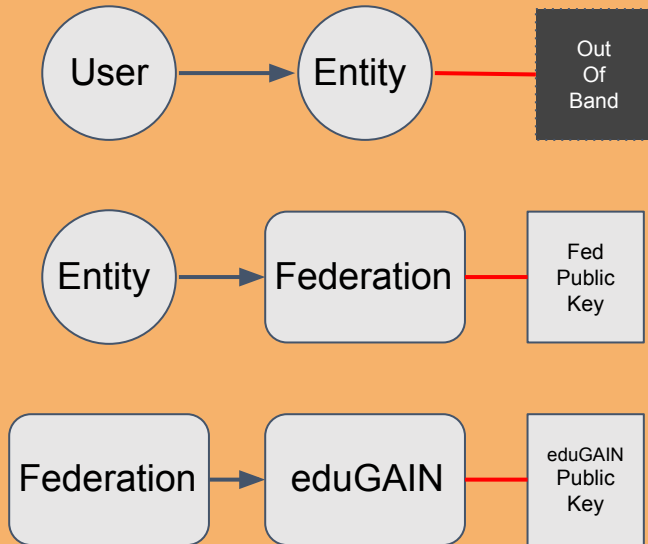 User
Entity
Out
Of
Band
Entity
Federation
Fed
Public
Key
Federation
eduGAIN
eduGAIN
Public
Key